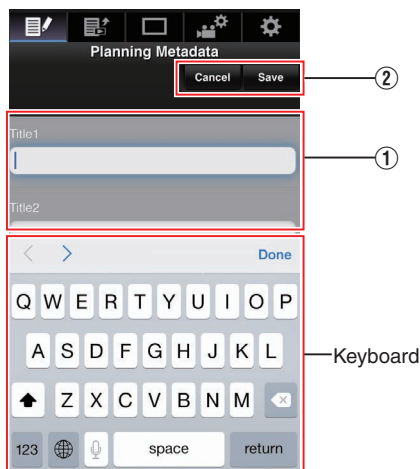 Planning Metadata
Cancel Save
②
Title1
①
Title2
Done
Q W E R T Y U I O P
A S D F G H J K L
Keyboard
Z X C V B N M
123 space return